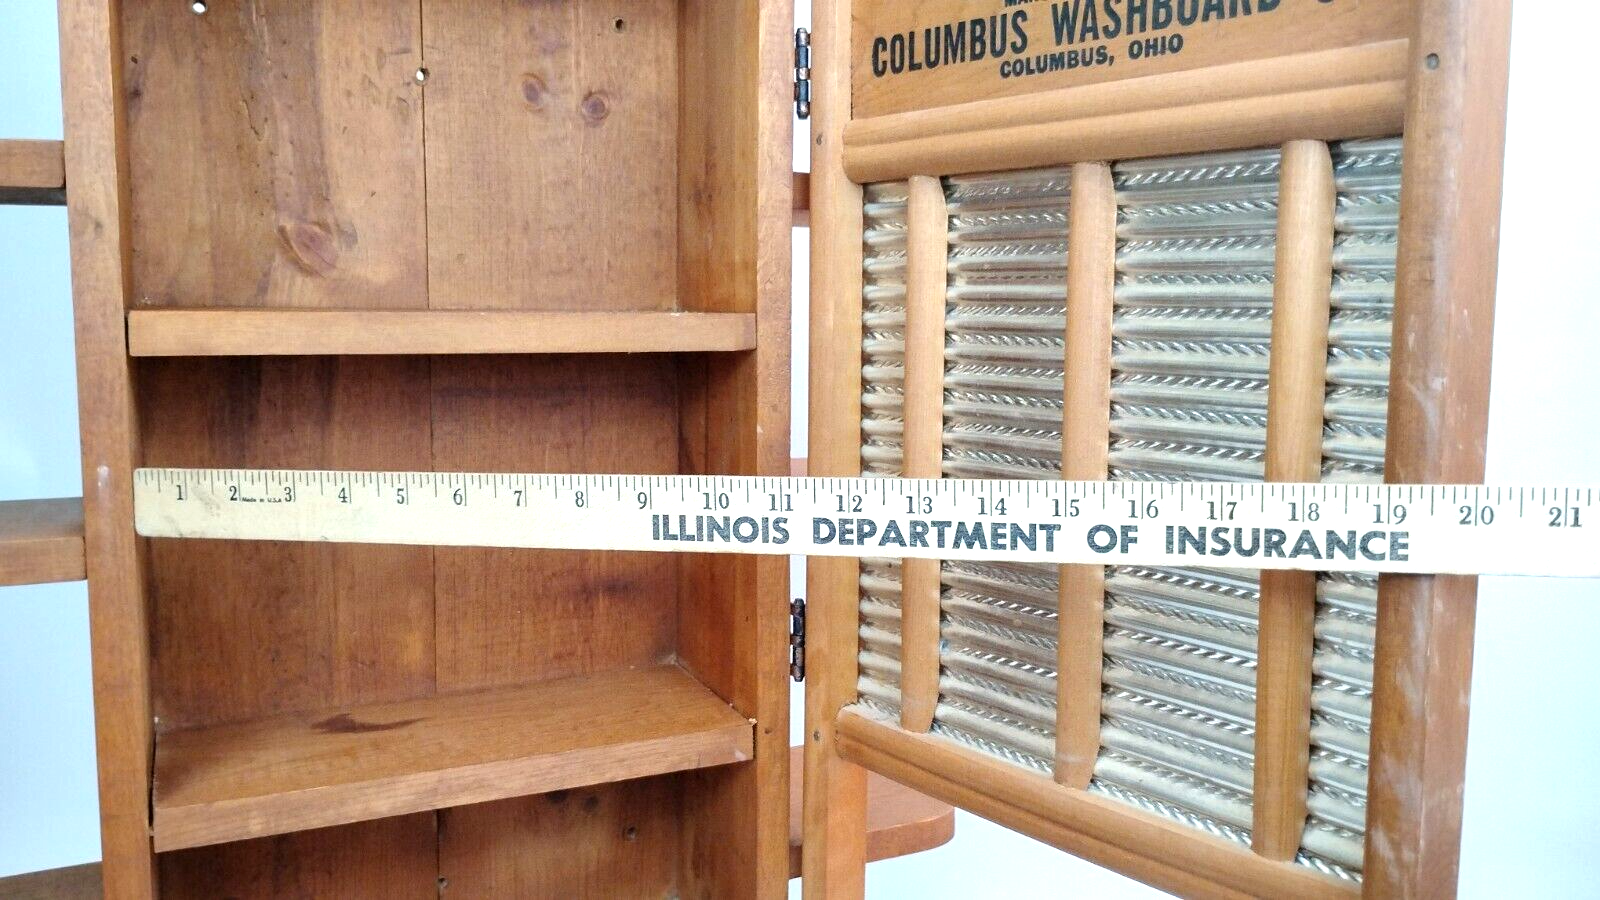 COLUMBUS WASHBOARD
COLUMBUS, OHIO
1 2 3 4 5 6 7 8 9 10 11 12 13 14 15 16 17 18 19 20 21
Made in U.S.A
ILLINOIS DEPARTMENT OF INSURANCE